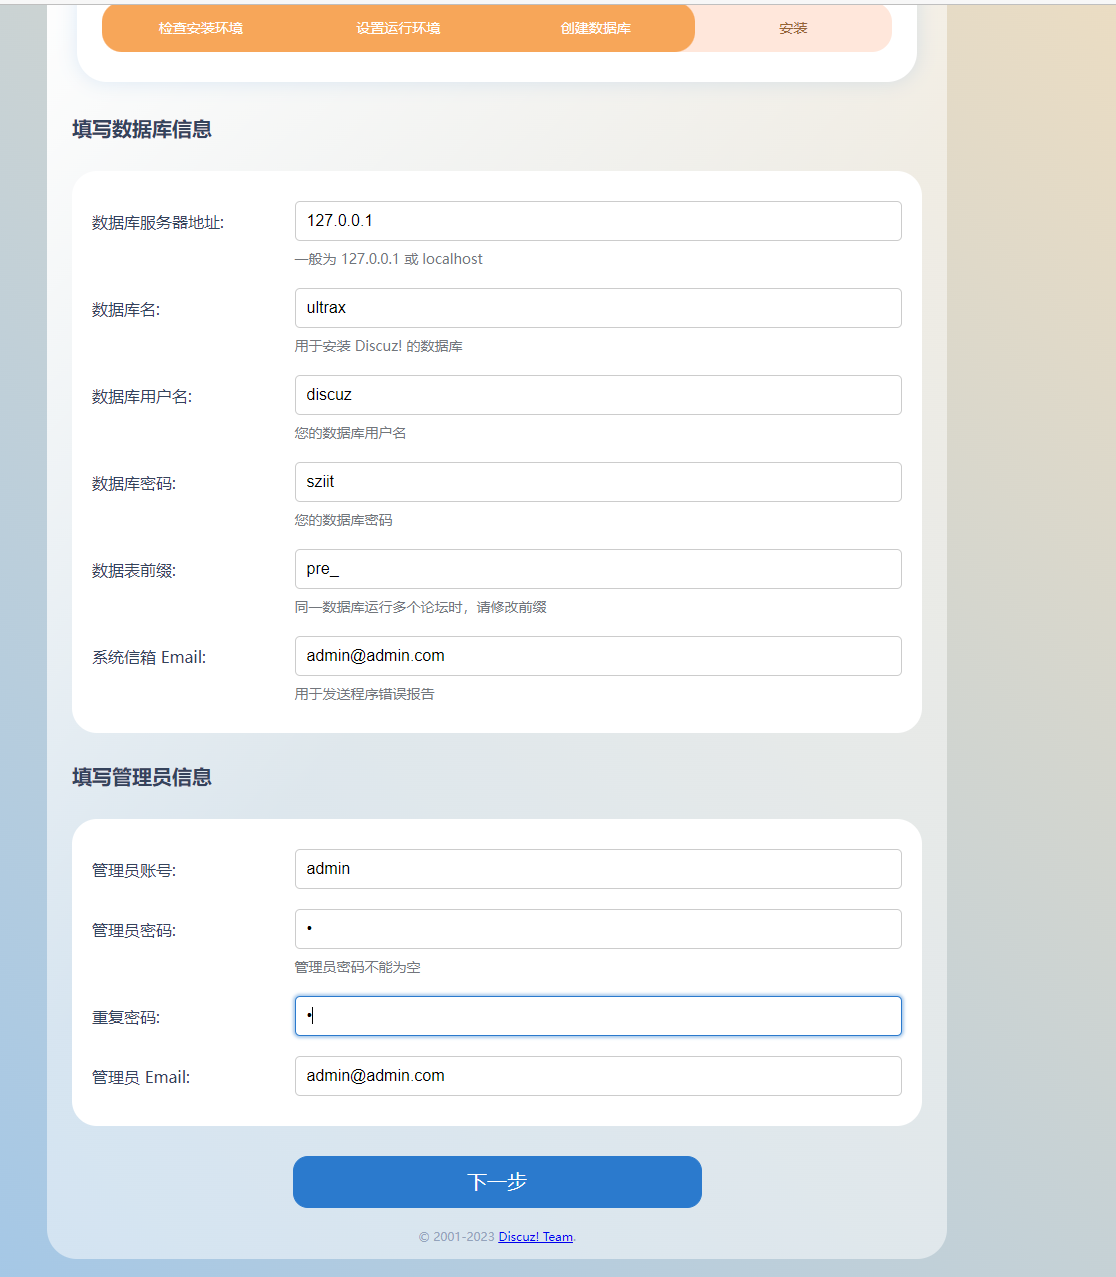 检查安装环境 设置运行环境 创建数据库 安装
填写数据库信息
数据库服务器地址: 127.0.0.1
一般为 127.0.0.1 或 localhost
数据库名: ultrax
用于安装 Discuz! 的数据库
数据库用户名: discuz
您的数据库用户名
数据库密码: sziit
您的数据库密码
数据表前缀: pre_
同一数据库运行多个论坛时，请修改前缀
系统信箱 Email: admin@admin.com
用于发送程序错误报告
填写管理员信息
管理员账号: admin
管理员密码: •
管理员密码不能为空
重复密码: •
管理员 Email: admin@admin.com
下一步
© 2001-2023 Discuz! Team.